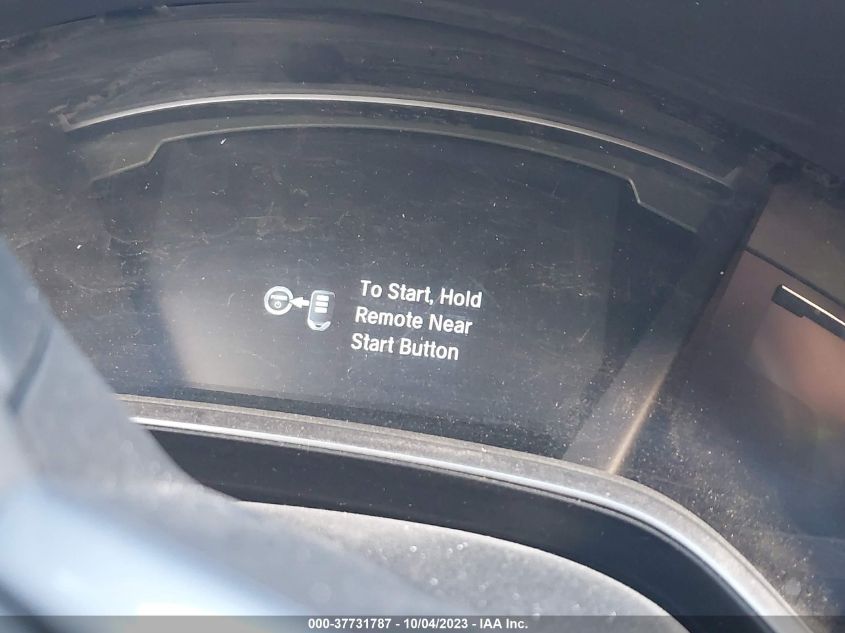 To Start, Hold
Remote Near
Start Button
000-37731787 - 10/04/2023 - IAA Inc.